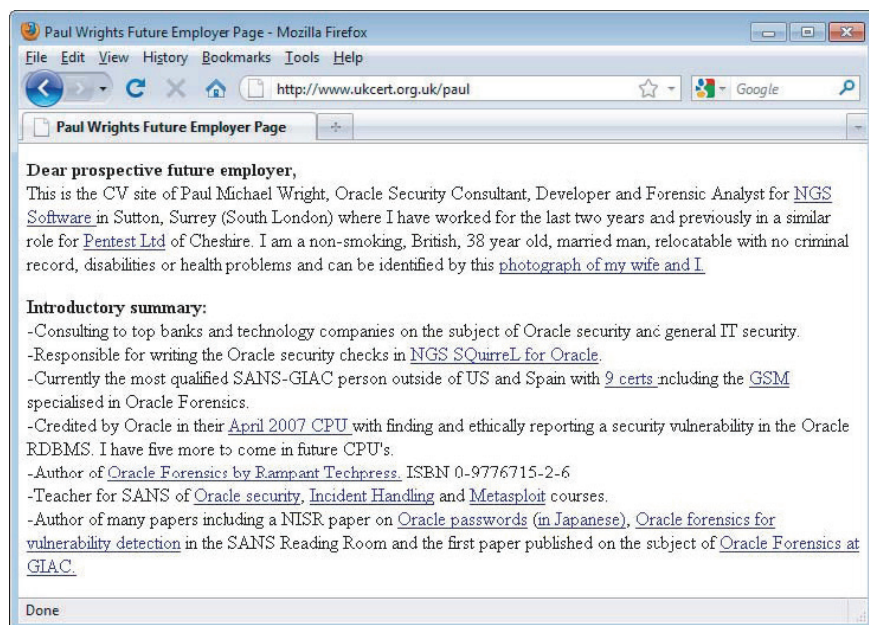 Paul Wrights Future Employer Page - Mozilla Firefox
File Edit View History Bookmarks Tools Help
http://www.ukcert.org.uk/paul
Google
Paul Wrights Future Employer Page
Dear prospective future employer,
This is the CV site of Paul Michael Wright, Oracle Security Consultant, Developer and Forensic Analyst for NGS
Software in Sutton, Surrey (South London) where I have worked for the last two years and previously in a similar
role for Pentest Ltd of Cheshire. I am a non-smoking, British, 38 year old, married man, relocatable with no criminal
record, disabilities or health problems and can be identified by this photograph of my wife and I.
Introductory summary:
-Consulting to top banks and technology companies on the subject of Oracle security and general IT security.
-Responsible for writing the Oracle security checks in NGS SQuirreL for Oracle.
-Currently the most qualified SANS-GIAC person outside of US and Spain with 9 certs including the GSM
specialised in Oracle Forensics.
-Credited by Oracle in their April 2007 CPU with finding and ethically reporting a security vulnerability in the Oracle
RDBMS. I have five more to come in future CPU's.
-Author of Oracle Forensics by Rampant Techpress. ISBN 0-9776715-2-6
-Teacher for SANS of Oracle security, Incident Handling and Metasploit courses.
-Author of many papers including a NISR paper on Oracle passwords (in Japanese), Oracle forensics for
vulnerability detection in the SANS Reading Room and the first paper published on the subject of Oracle Forensics at
GIAC.
Done